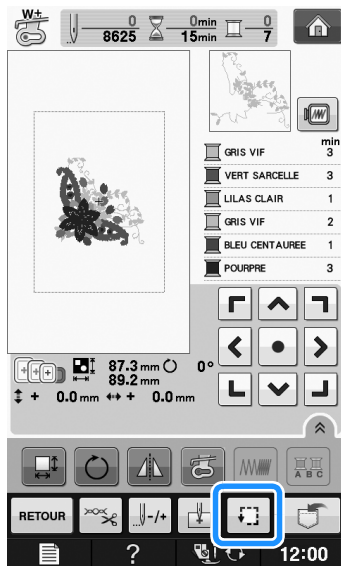 W+
0 0min 0
8625 15min 7
min
GRIS VIF 3
VERT SARCELLE 3
LILAS CLAIR 1
GRIS VIF 2
BLEU CENTAUREE 1
POURPRE 3
87.3 mm 0°
89.2 mm
+ 0.0 mm + 0.0 mm
A B C
RETOUR -/+
? 12:00